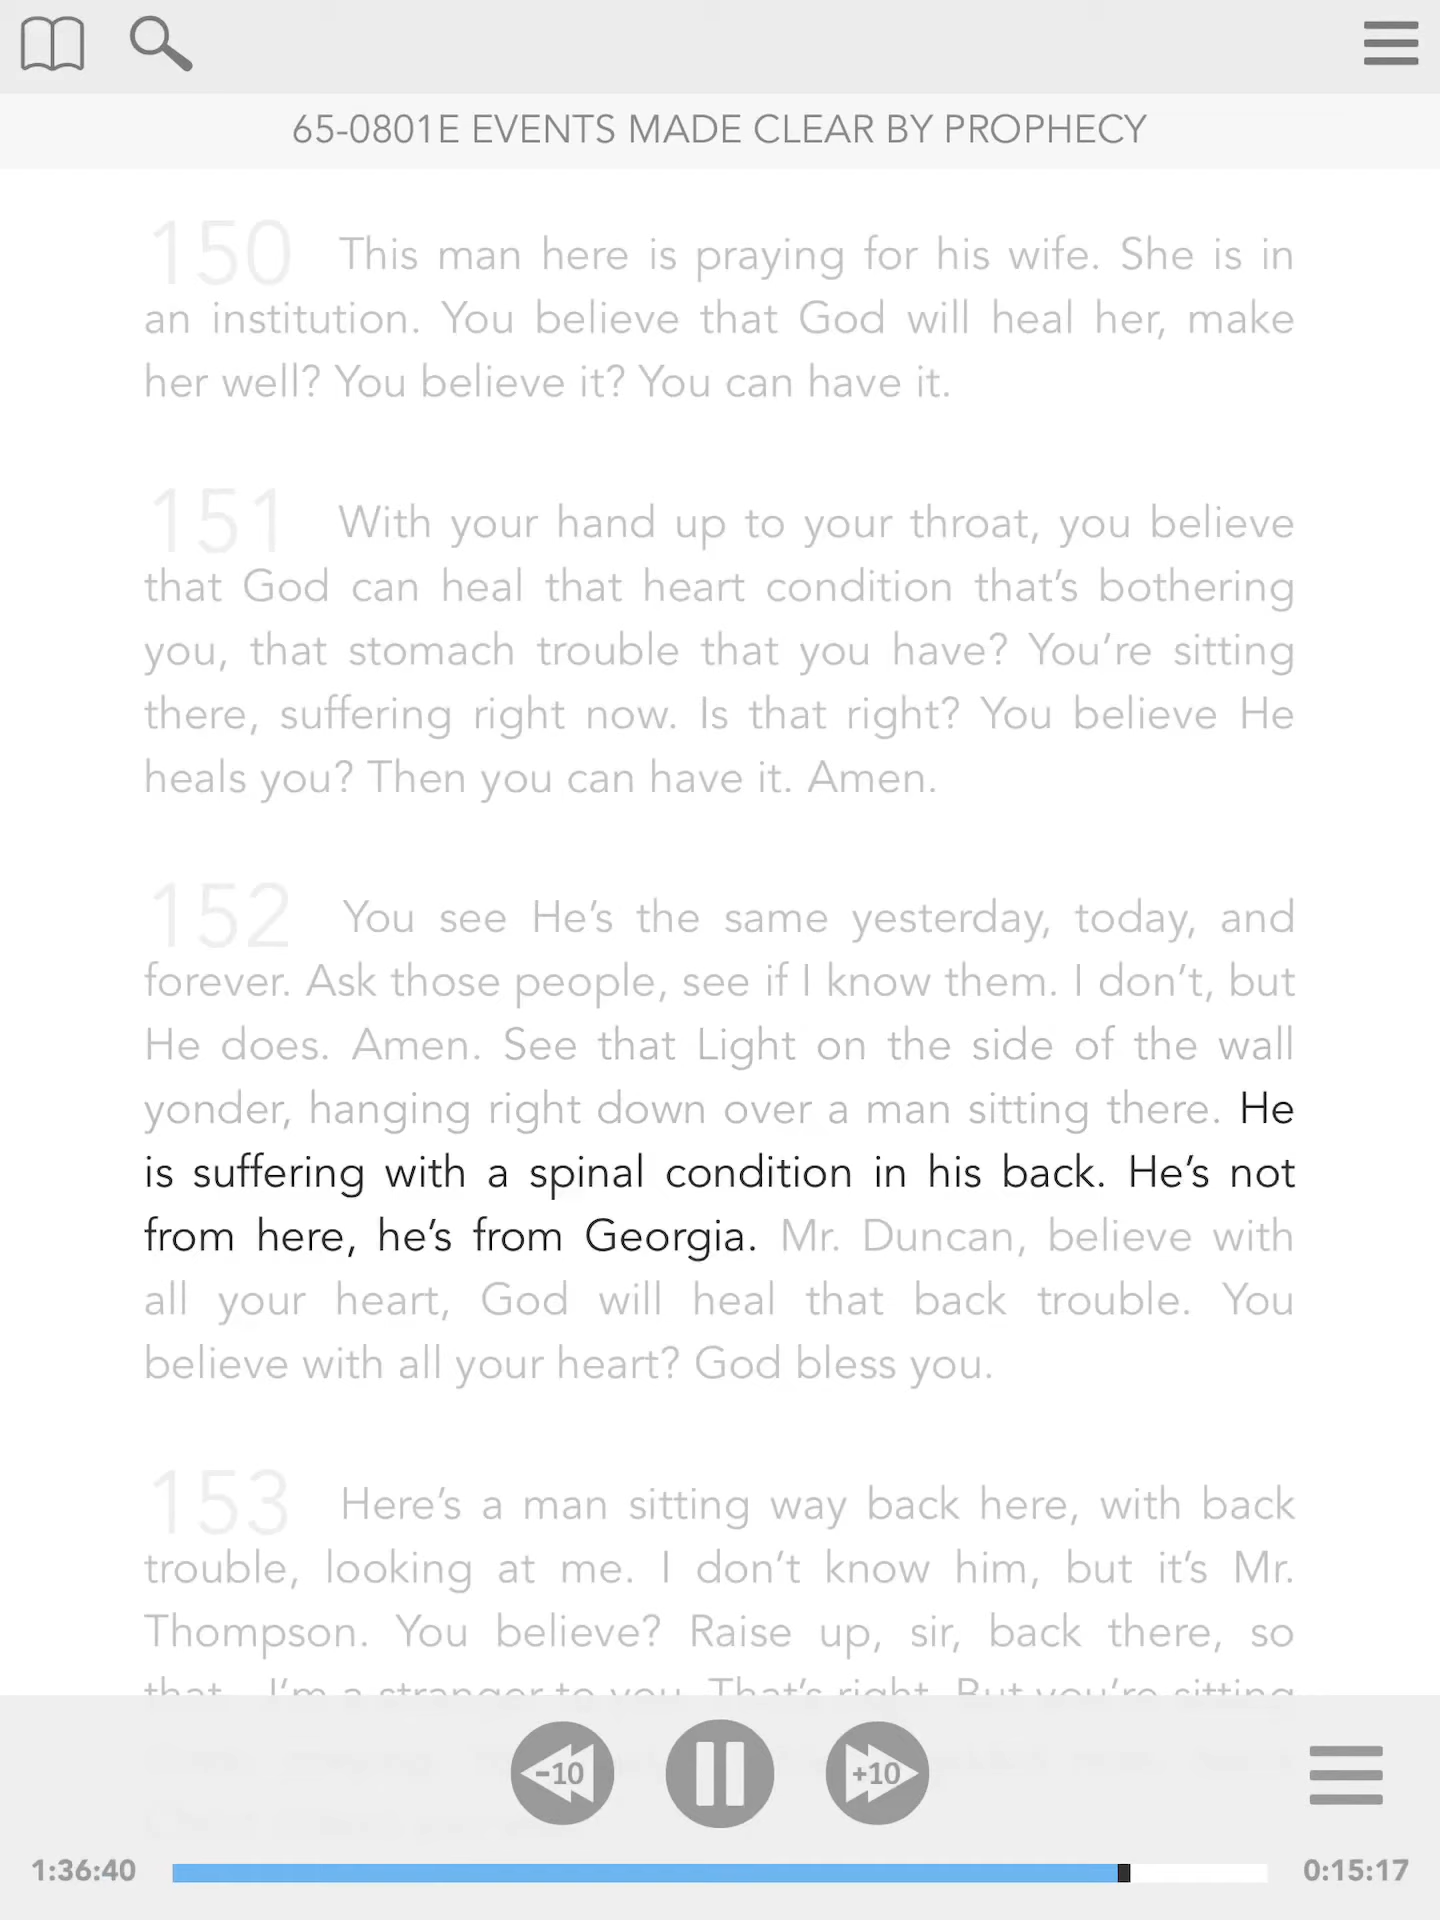 65-0801E EVENTS MADE CLEAR BY PROPHECY
150 This man here is praying for his wife. She is in
an institution. You believe that God will heal her, make
her well? You believe it? You can have it.
151 With your hand up to your throat, you believe
that God can heal that heart condition that’s bothering
you, that stomach trouble that you have? You’re sitting
there, suffering right now. Is that right? You believe He
heals you? Then you can have it. Amen.
152 You see He’s the same yesterday, today, and
forever. Ask those people, see if I know them. I don’t, but
He does. Amen. See that Light on the side of the wall
yonder, hanging right down over a man sitting there. He
is suffering with a spinal condition in his back. He’s not
from here, he’s from Georgia. Mr. Duncan, believe with
all your heart, God will heal that back trouble. You
believe with all your heart? God bless you.
153 Here’s a man sitting way back here, with back
trouble, looking at me. I don’t know him, but it’s Mr.
Thompson. You believe? Raise up, sir, back there, so
that...I’m a stranger to you. That’s right. But you’re sitting
-10 +10
1:36:40 0:15:17